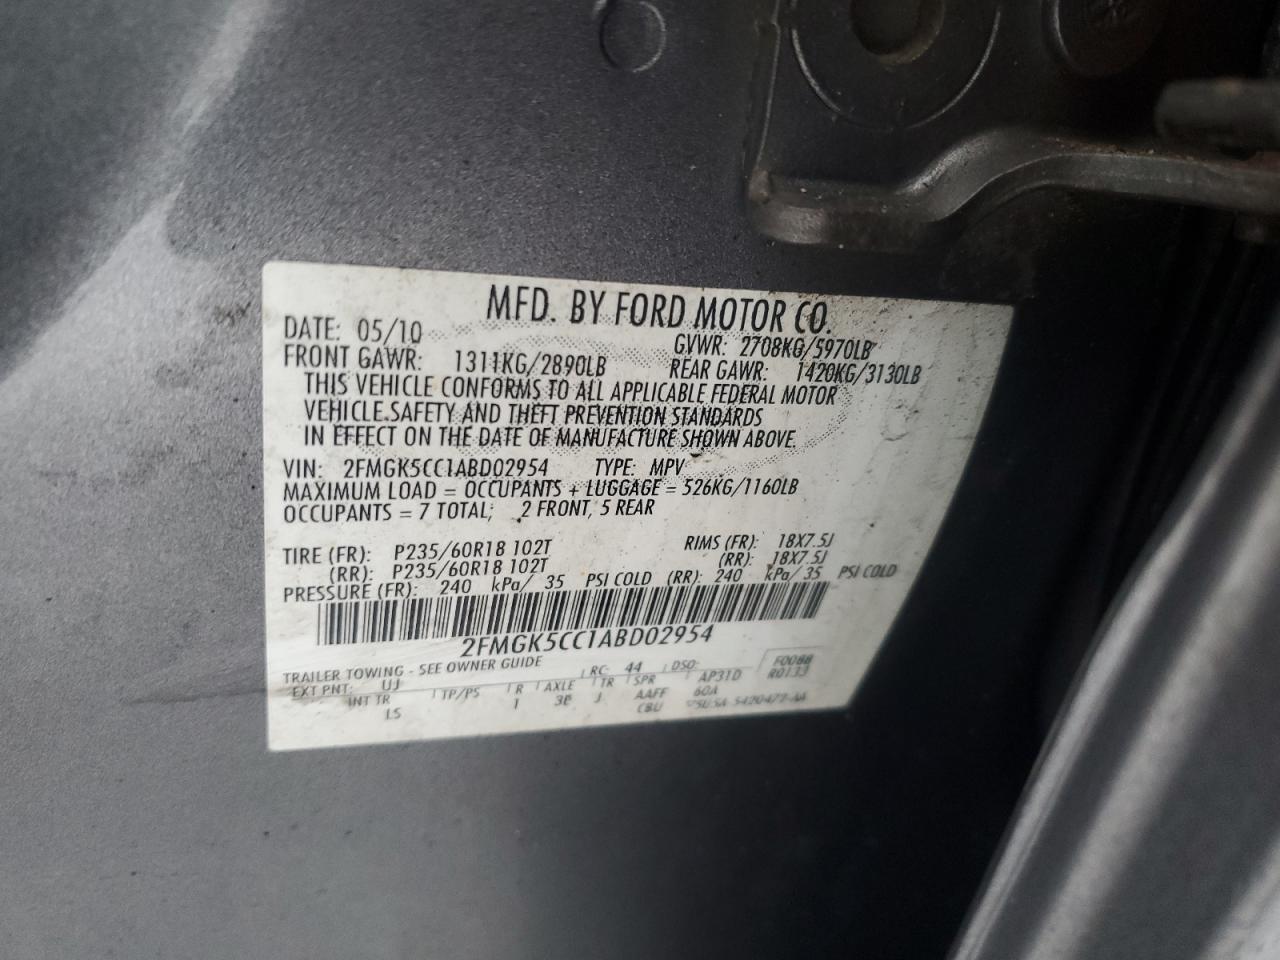 MFD. BY FORD MOTOR CO.
DATE: 05/10 GVWR: 2708KG/5970LB
FRONT GAWR: 1311KG/2890LB REAR GAWR: 1420KG/3130LB
THIS VEHICLE CONFORMS TO ALL APPLICABLE FEDERAL MOTOR
VEHICLE SAFETY AND THEFT PREVENTION STANDARDS
IN EFFECT ON THE DATE OF MANUFACTURE SHOWN ABOVE.
VIN: 2FMGK5CC1ABD02954 TYPE: MPV
MAXIMUM LOAD = OCCUPANTS + LUGGAGE = 526KG/1160LB
OCCUPANTS = 7 TOTAL; 2 FRONT, 5 REAR
TIRE (FR): P235/60R18 102T RIMS (FR): 18X7.5J
(RR): P235/60R18 102T (RR): 18X7.5J
PRESSURE (FR): 240 kPa/ 35 PSI COLD (RR): 240 kPa/ 35 PSI COLD
2FMGK5CC1ABD02954
TRAILER TOWING - SEE OWNER GUIDE RC: 44 DSO: F0088
EXT PNT: UJ AP31D R0133
INT TR TP/PS R AXLE TR SPR
L5 1 3E J AAFF 60A
CBU